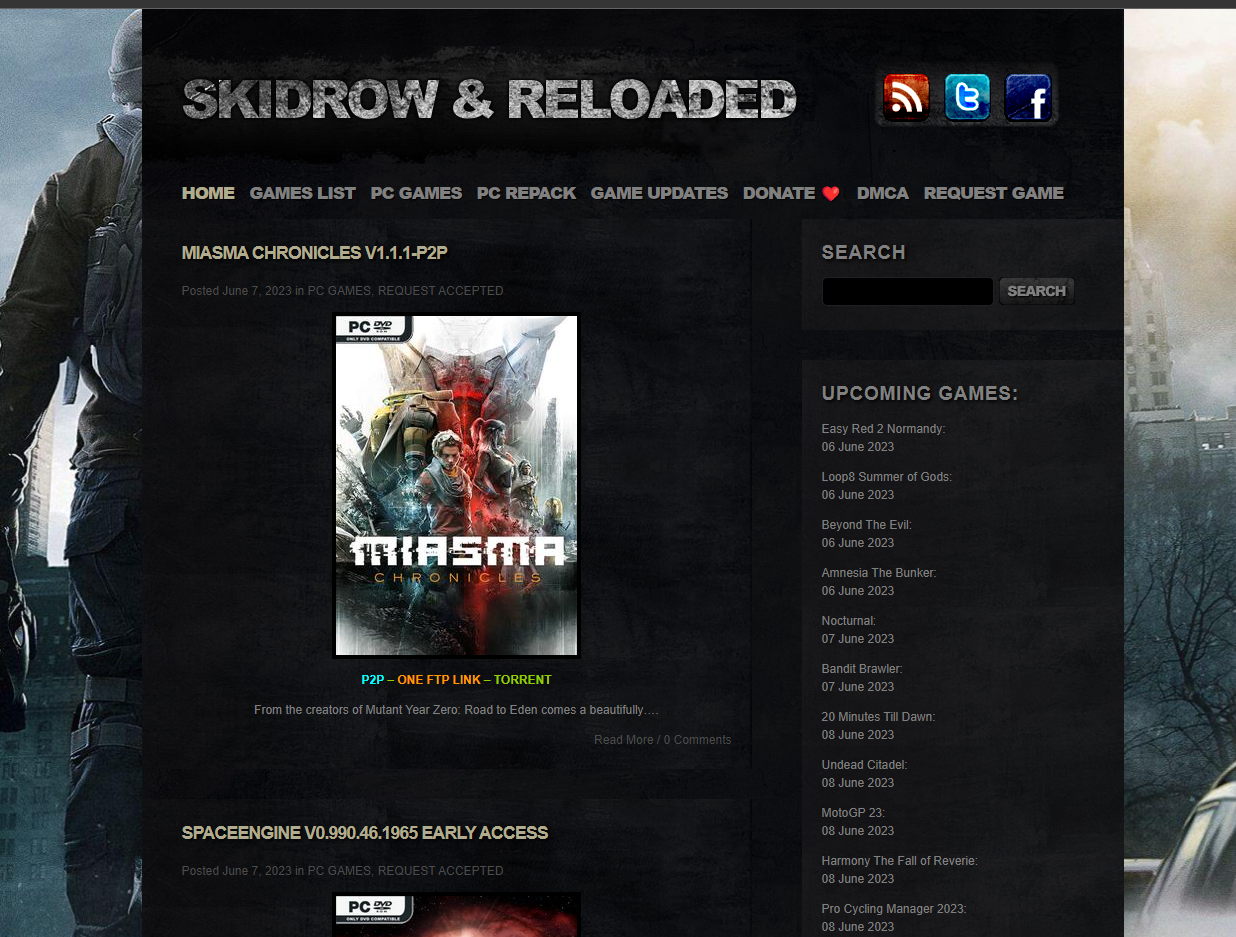 SKIDROW & RELOADED
HOME GAMES LIST PC GAMES PC REPACK GAME UPDATES DONATE DMCA REQUEST GAME
MIASMA CHRONICLES V1.1.1-P2P
Posted June 7, 2023 in PC GAMES, REQUEST ACCEPTED
PC DVD ROM
ONLY DVD COMPATIBLE
MIASMA
CHRONICLES
P2P – ONE FTP LINK – TORRENT
From the creators of Mutant Year Zero: Road to Eden comes a beautifully….
Read More / 0 Comments
SPACEENGINE V0.990.46.1965 EARLY ACCESS
Posted June 7, 2023 in PC GAMES, REQUEST ACCEPTED
PC DVD ROM
ONLY DVD COMPATIBLE
SEARCH
SEARCH
UPCOMING GAMES:
Easy Red 2 Normandy:
06 June 2023
Loop8 Summer of Gods:
06 June 2023
Beyond The Evil:
06 June 2023
Amnesia The Bunker:
06 June 2023
Nocturnal:
07 June 2023
Bandit Brawler:
07 June 2023
20 Minutes Till Dawn:
08 June 2023
Undead Citadel:
08 June 2023
MotoGP 23:
08 June 2023
Harmony The Fall of Reverie:
08 June 2023
Pro Cycling Manager 2023:
08 June 2023